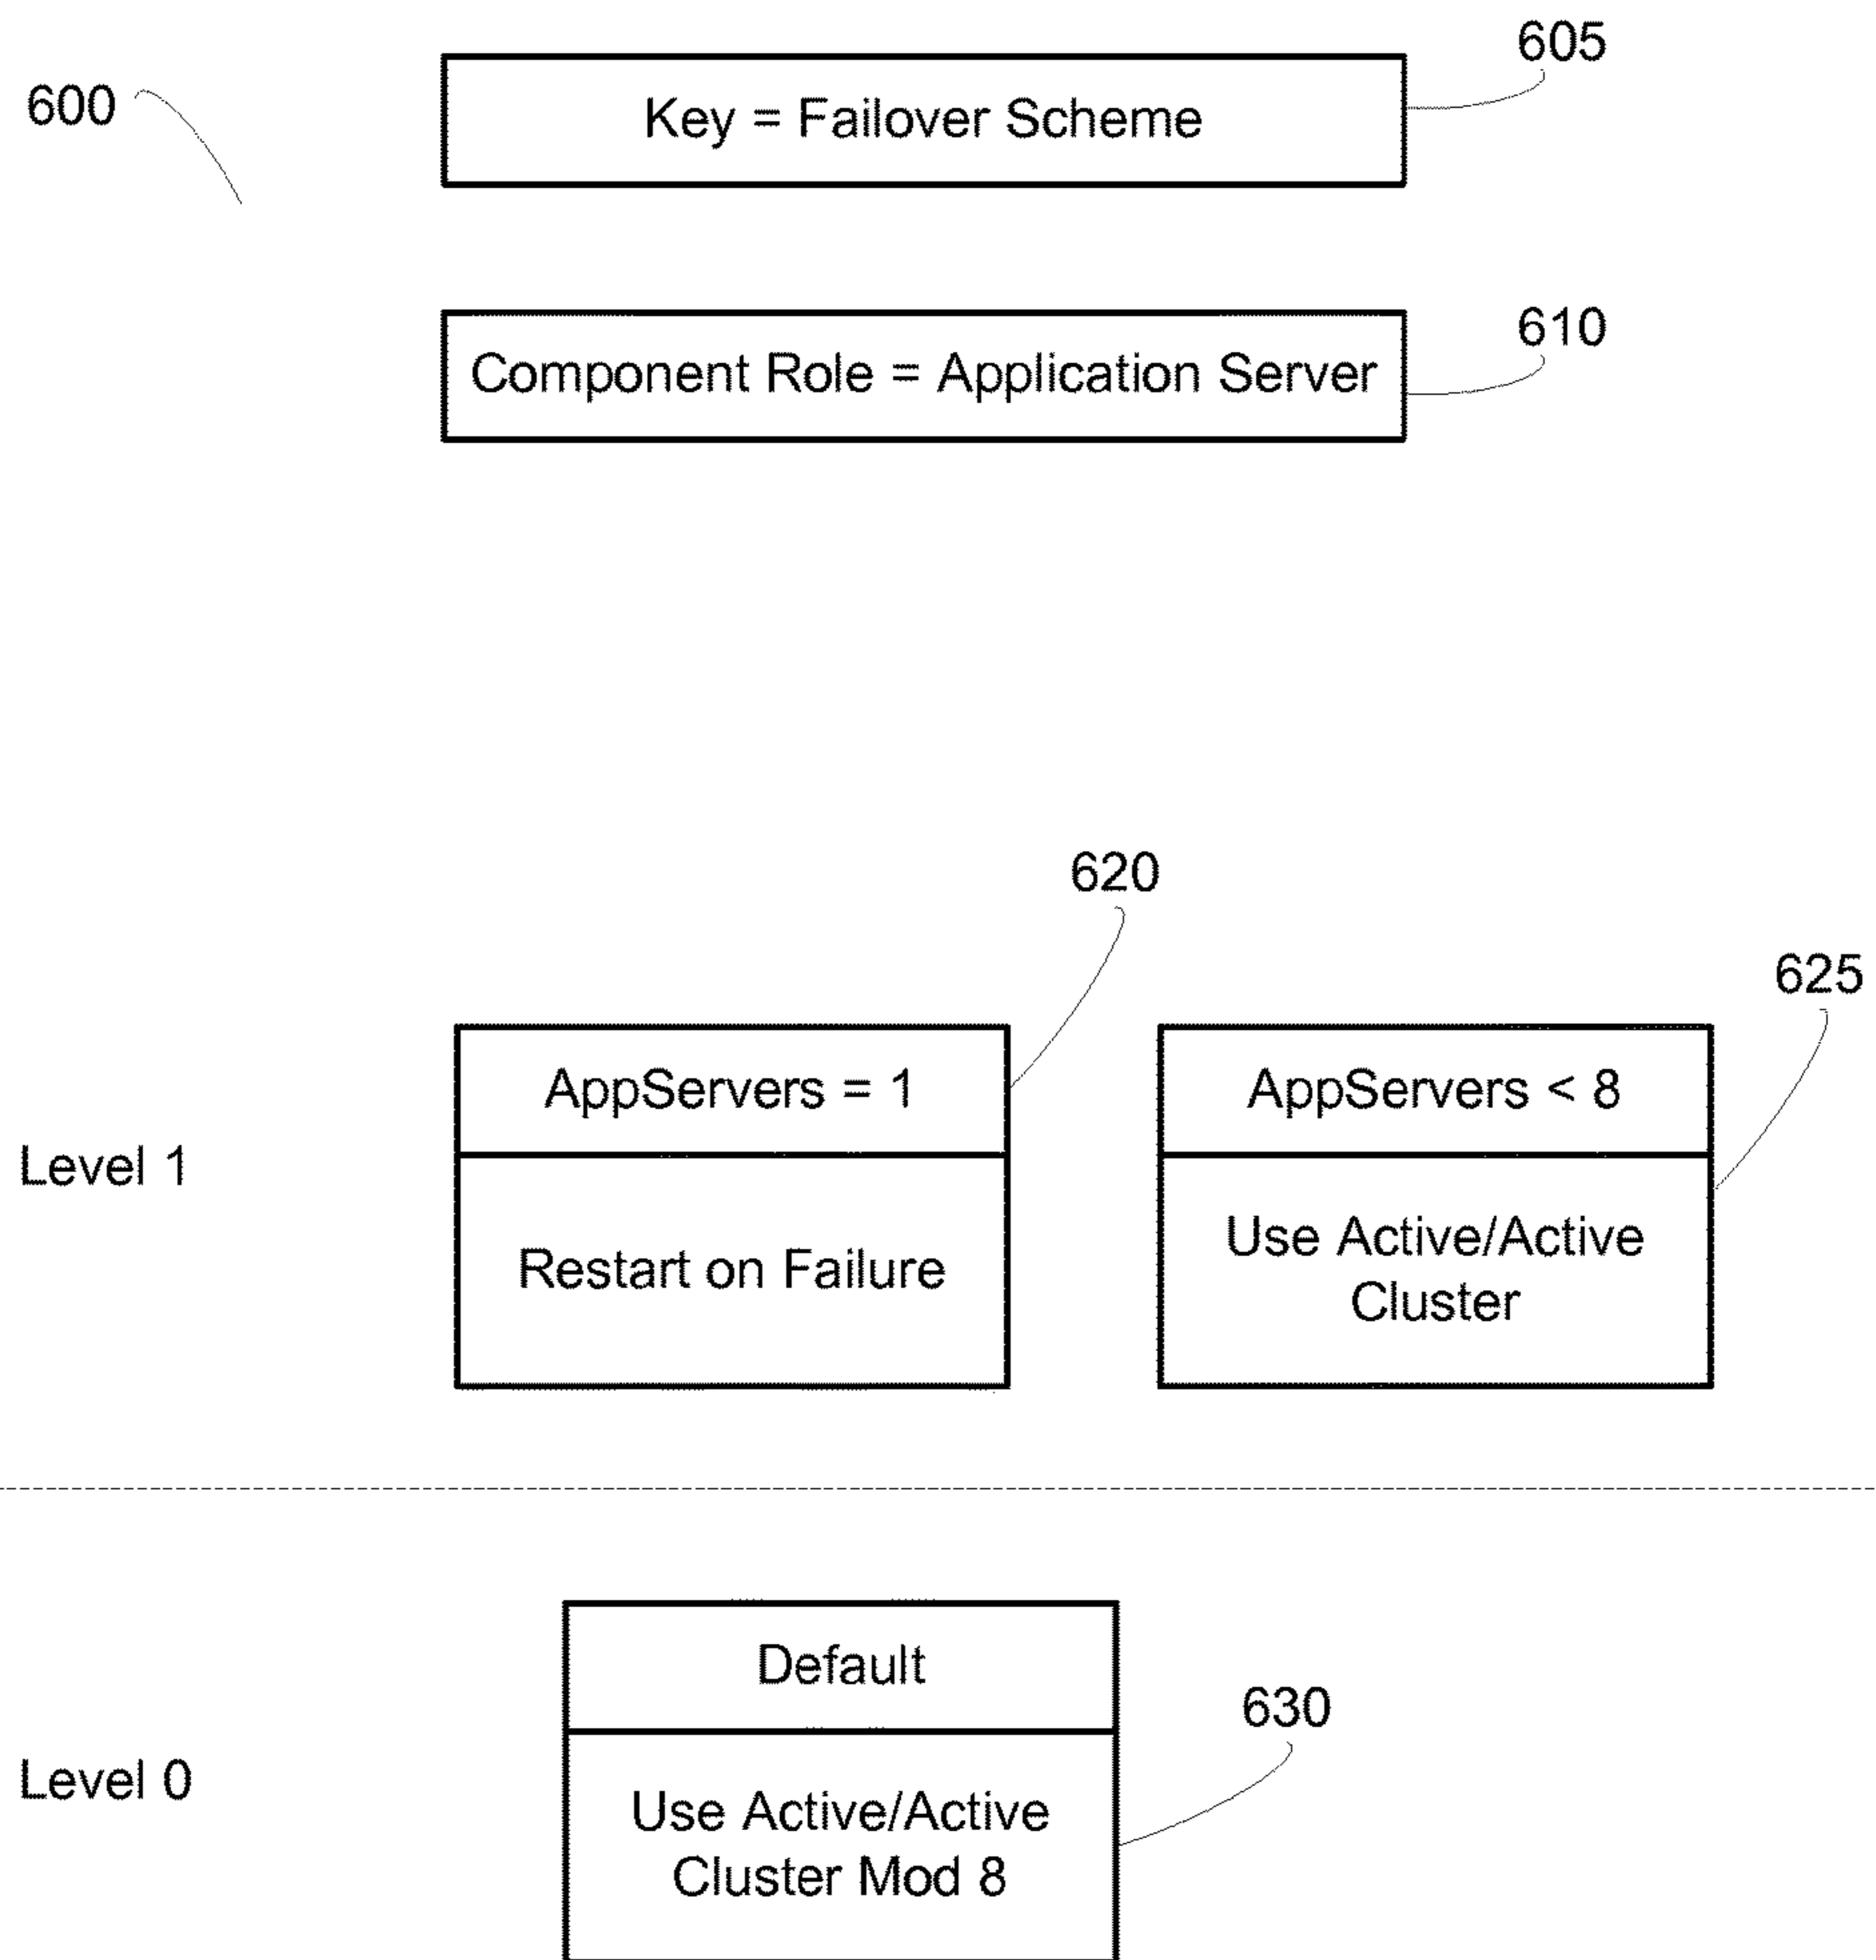 605
600
Key = Failover Scheme
610
Component Role = Application Server
620
625
AppServers = 1
AppServers < 8
Level 1
Restart on Failure
Use Active/Active
Cluster
Default
630
Level 0
Use Active/Active
Cluster Mod 8